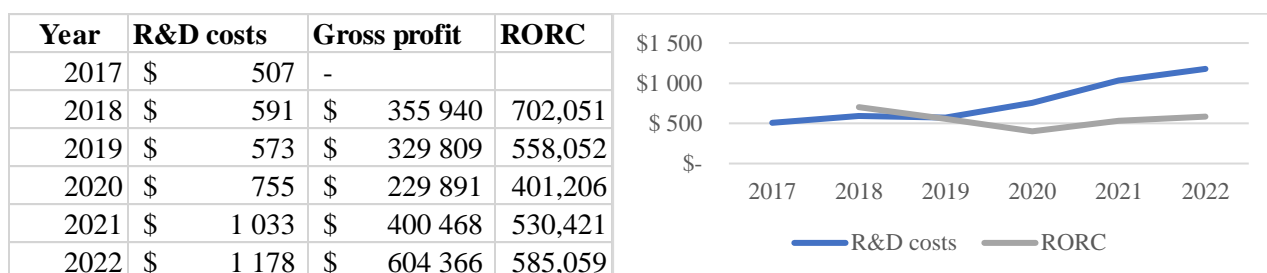 Year R&D costs Gross profit RORC
2017 $ 507 -
2018 $ 591 $ 355 940 702,051
2019 $ 573 $ 329 809 558,052
2020 $ 755 $ 229 891 401,206
2021 $ 1 033 $ 400 468 530,421
2022 $ 1 178 $ 604 366 585,059
$1 500
$1 000
$ 500
$-
2017 2018 2019 2020 2021 2022
R&D costs RORC